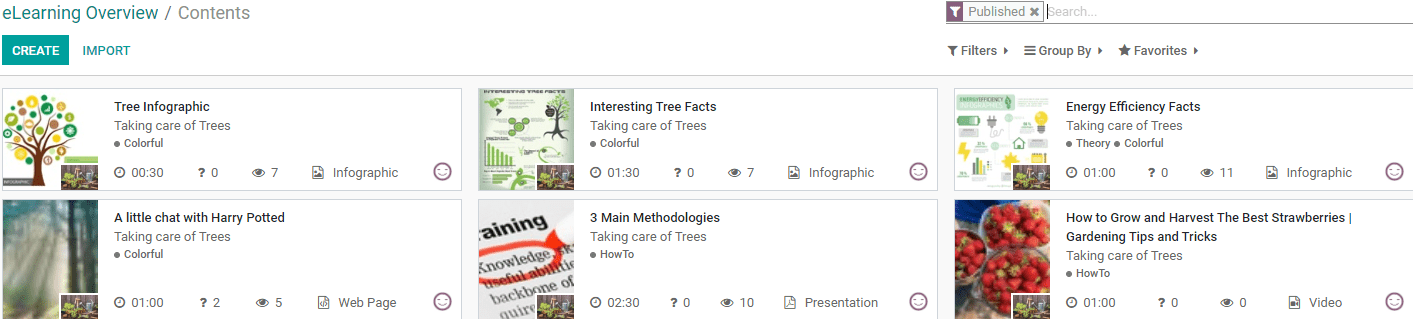 eLearning Overview / Contents
Published ✖ Search...
CREATE IMPORT
Filters Group By Favorites
Tree Infographic
Taking care of Trees
Colorful
00:30 ? 0 7 Infographic
INFOGRAPHIC
Interesting Tree Facts
Taking care of Trees
Colorful
01:30 ? 0 7 Infographic
INTERESTING TREE FACTS
Energy Efficiency Facts
Taking care of Trees
Theory Colorful
01:00 ? 0 11 Infographic
ENERGY EFFICIENCY
A little chat with Harry Potted
Taking care of Trees
Colorful
01:00 ? 2 5 Web Page
3 Main Methodologies
Taking care of Trees
HowTo
02:30 ? 0 10 Presentation
raining
Knowledge,
useful abilitie
backbone of
How to Grow and Harvest The Best Strawberries |
Gardening Tips and Tricks
Taking care of Trees
HowTo
01:00 ? 0 0 Video